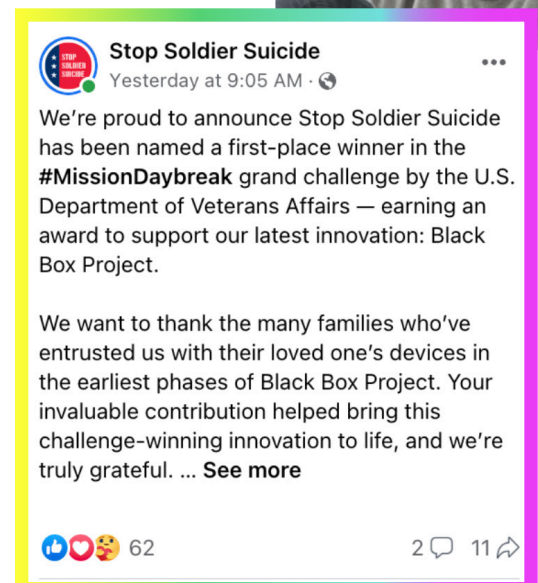 STOP
SOLDIER
SUICIDE
Stop Soldier Suicide
Yesterday at 9:05 AM ·
We’re proud to announce Stop Soldier Suicide
has been named a first-place winner in the
#MissionDaybreak grand challenge by the U.S.
Department of Veterans Affairs — earning an
award to support our latest innovation: Black
Box Project.
We want to thank the many families who’ve
entrusted us with their loved one’s devices in
the earliest phases of Black Box Project. Your
invaluable contribution helped bring this
challenge-winning innovation to life, and we’re
truly grateful. ... See more
62 2 11